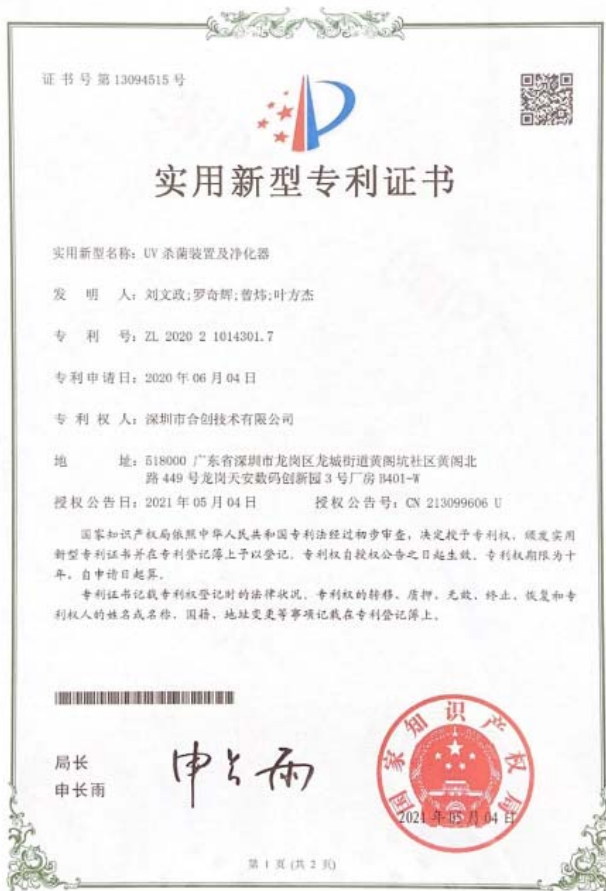 证书号第13094515号
实用新型专利证书
实用新型名称：UV 杀菌装置及净化器
发明人：刘文政;罗奇辉;曾炜;叶方杰
专利号：ZL 2020 2 1014301.7
专利申请日：2020年06月04日
专利权人：深圳市合创技术有限公司
地址：518000 广东省深圳市龙岗区龙城街道黄阁坑社区黄阁北
路449号龙岗天安数码创新园3号厂房B401-W
授权公告日：2021年05月04日 授权公告号：CN 213099606 U
国家知识产权局依照中华人民共和国专利法经过初步审查，决定授予专利权，颁发实用
新型专利证书并在专利登记簿上予以登记。专利权自授权公告之日起生效。专利权期限为十
年，自申请日起算。
专利证书记载专利权登记时的法律状况。专利权的转移、质押、无效、终止、恢复和专
利权人的姓名或名称、国籍、地址变更等事项记载在专利登记簿上。
局长
申长雨
申长雨
国家知识产权局
2021年05月04日
第1页(共2页)